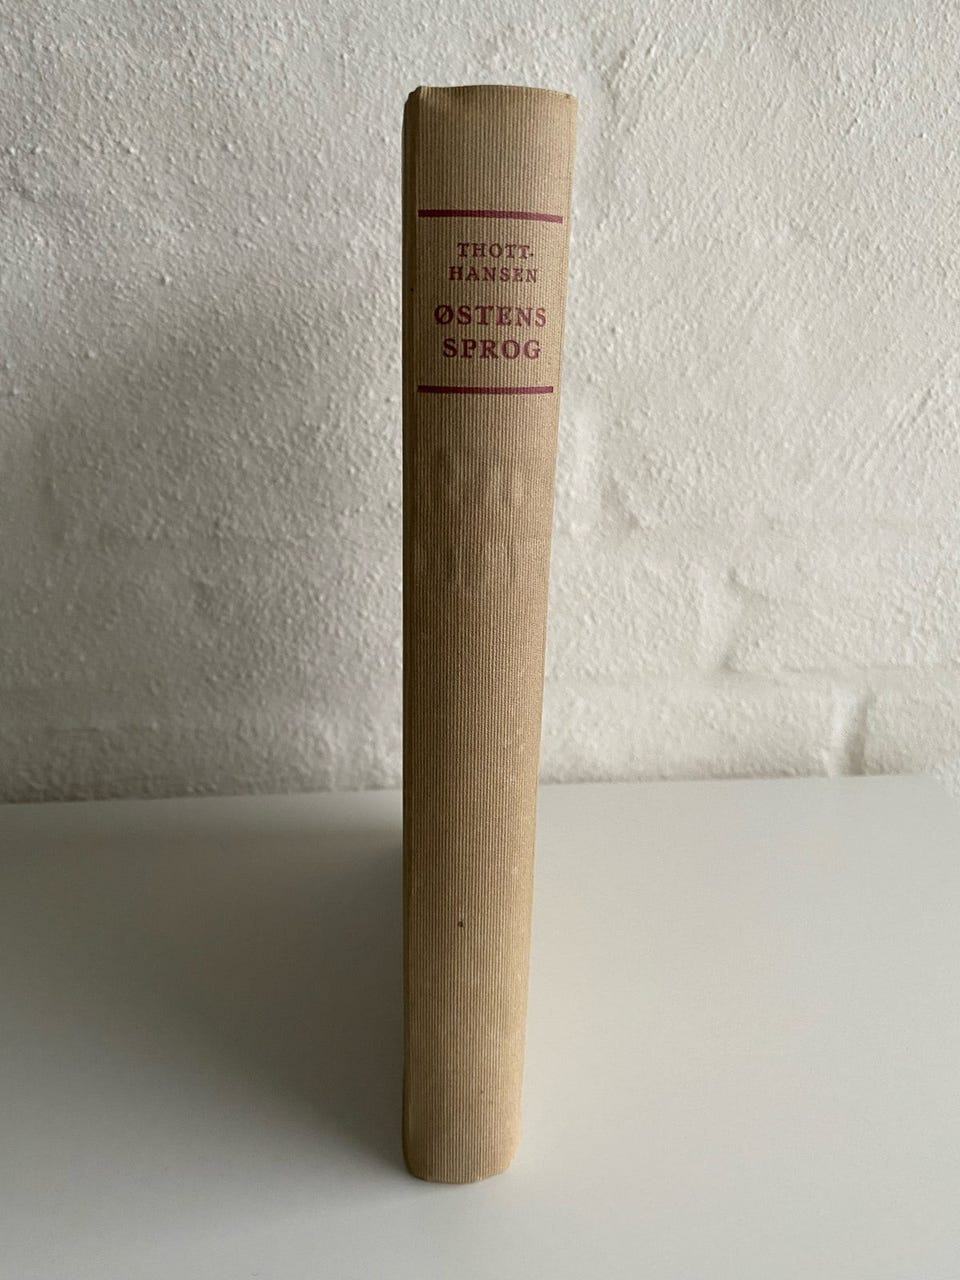 THOTT-
HANSEN
ØSTENS
SPROG